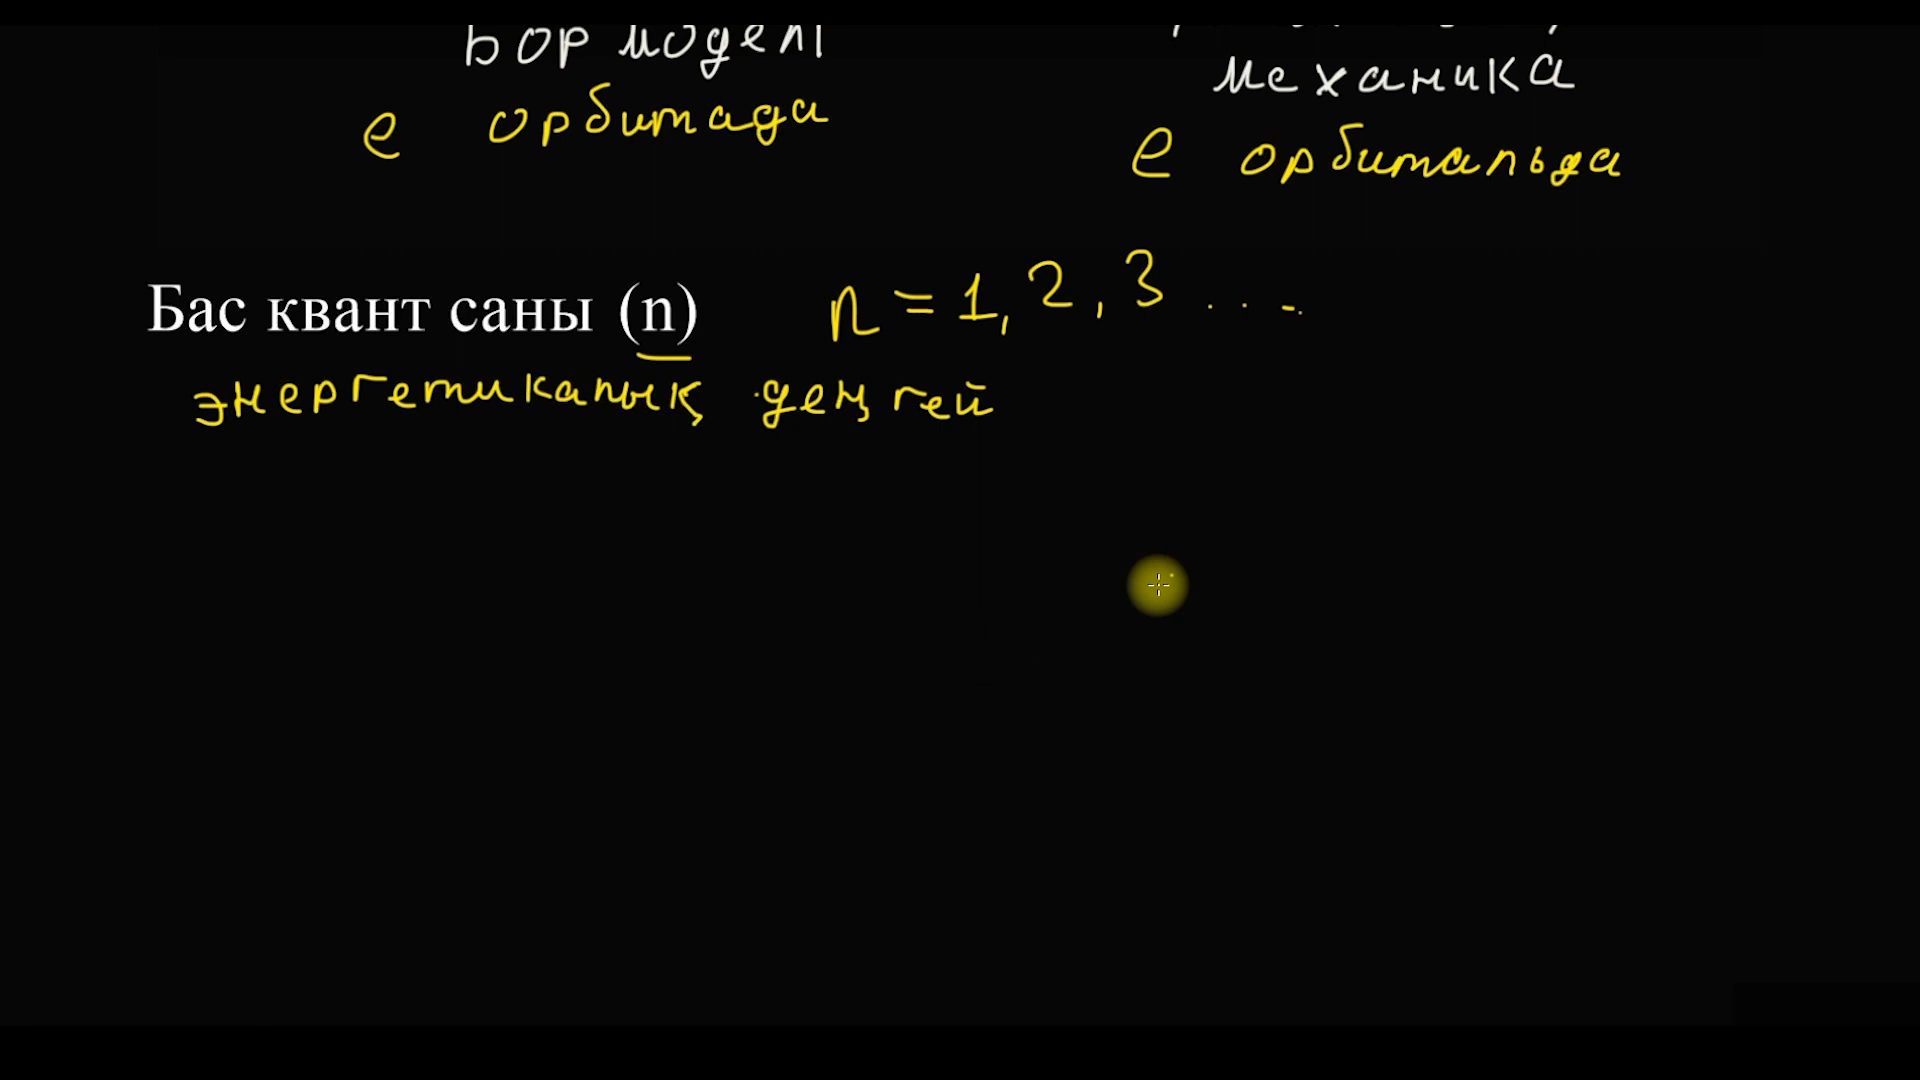 Бор моделі
механика
e орбитада
e орбитальда
Бас квант саны (n) n = 1, 2, 3 ....
энергетикалық деңгей